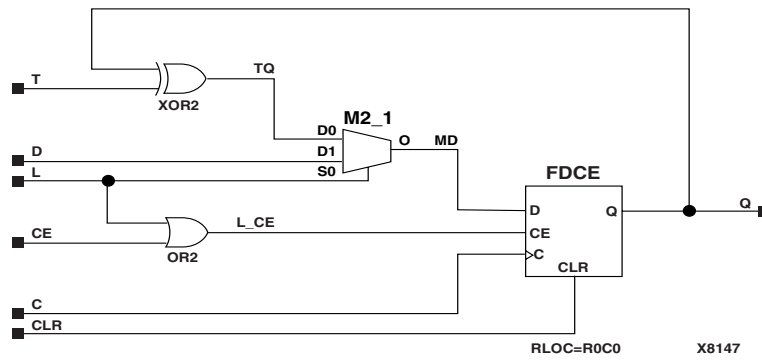 T
TQ
XOR2
M2_1
D0
O
MD
D
D1
L
S0
FDCE
D
Q
Q
L_CE
CE
CE
OR2
C
CLR
C
CLR
RLOC=R0C0
X8147